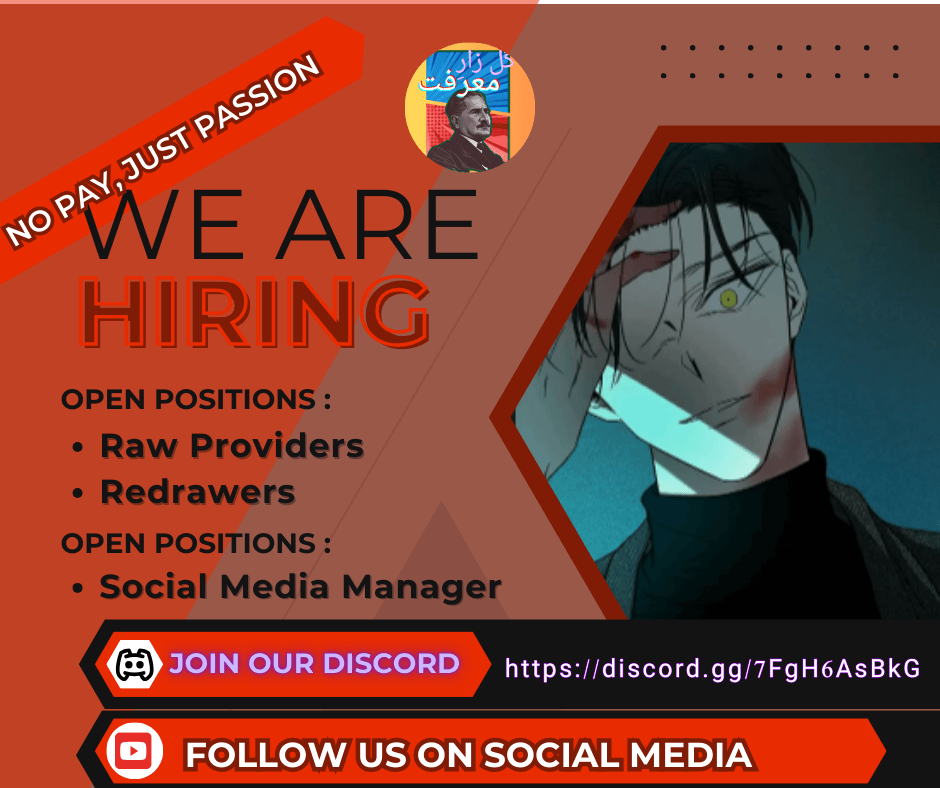 گل زار
معرفت
NO PAY, JUST PASSION
WE ARE
HIRING
OPEN POSITIONS :
• Raw Providers
• Redrawers
OPEN POSITIONS :
• Social Media Manager
JOIN OUR DISCORD
https://discord.gg/7FgH6AsBkG
FOLLOW US ON SOCIAL MEDIA